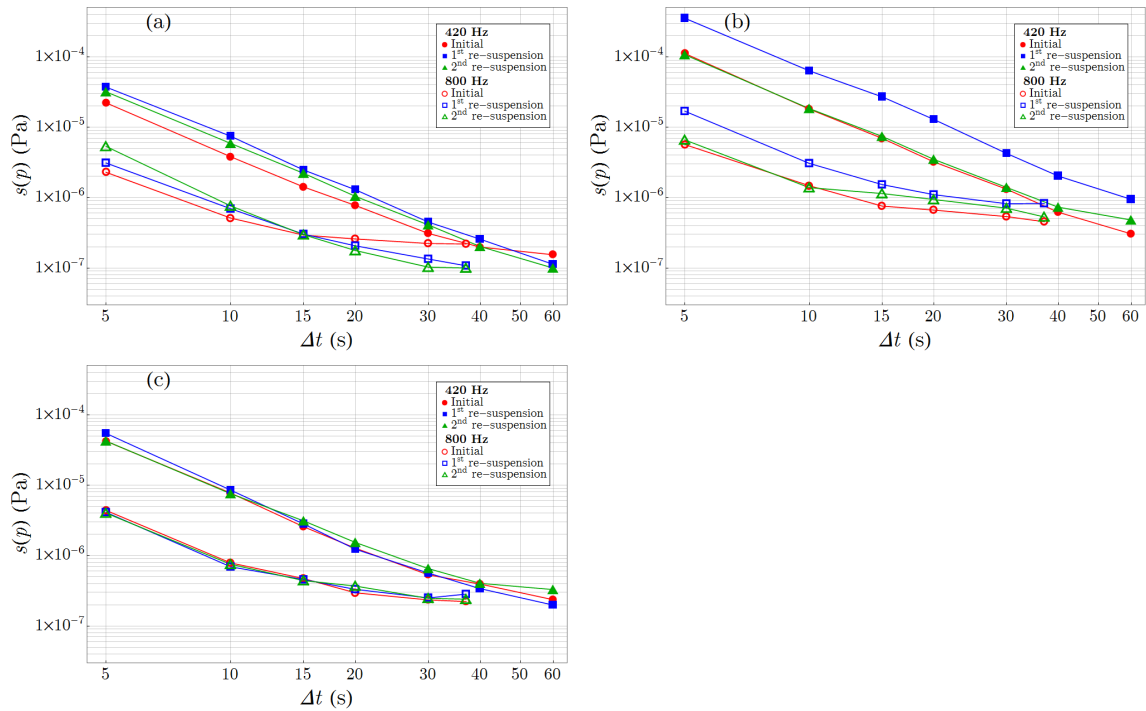 (a)
420 Hz
Initial
1st re−suspension
2nd re−suspension
800 Hz
Initial
1st re−suspension
2nd re−suspension
1×10−4
1×10−5
1×10−6
1×10−7
s(p) (Pa)
5 10 15 20 30 40 50 60
Δt (s)
(b)
420 Hz
Initial
1st re−suspension
2nd re−suspension
800 Hz
Initial
1st re−suspension
2nd re−suspension
1×10−4
1×10−5
1×10−6
1×10−7
s(p) (Pa)
5 10 15 20 30 40 50 60
Δt (s)
(c)
420 Hz
Initial
1st re−suspension
2nd re−suspension
800 Hz
Initial
1st re−suspension
2nd re−suspension
1×10−4
1×10−5
1×10−6
1×10−7
s(p) (Pa)
5 10 15 20 30 40 50 60
Δt (s)